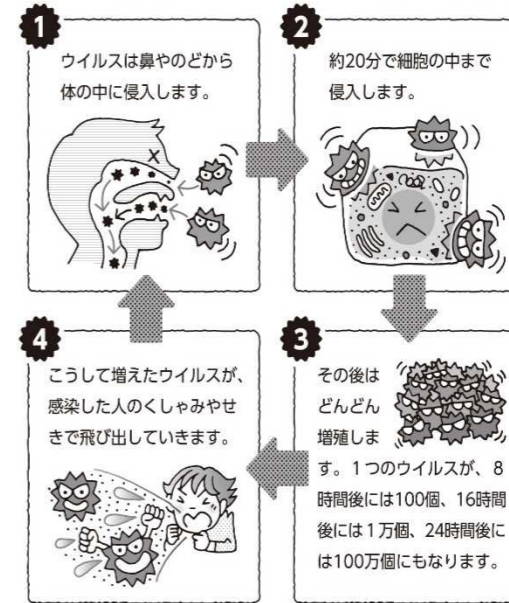 1
ウイルスは鼻やのどから
体の中に侵入します。
2
約20分で細胞の中まで
侵入します。
3
その後は
どんどん
増殖しま
す。1つのウイルスが、8
時間後には100個、16時間
後には1万個、24時間後に
は100万個にもなります。
4
こうして増えたウイルスが、
感染した人のくしゃみやせ
きで飛び出していきます。